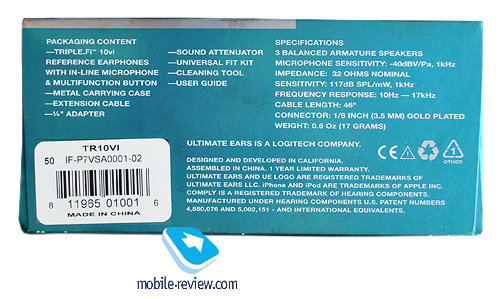 PACKAGING CONTENT
—TRIPLE.Fi™ 10vi
REFERENCE EARPHONES
WITH IN-LINE MICROPHONE
& MULTIFUNCTION BUTTON
—METAL CARRYING CASE
—EXTENSION CABLE
—¼" ADAPTER
—SOUND ATTENUATOR
—UNIVERSAL FIT KIT
—CLEANING TOOL
—USER GUIDE
SPECIFICATIONS
3 BALANCED ARMATURE SPEAKERS
MICROPHONE SENSITIVITY: -40dBV/Pa, 1kHz
IMPEDANCE: 32 OHMS NOMINAL
SENSITIVITY: 117dB SPL/mW, 1kHz
FREQUENCY RESPONSE: 10Hz — 17kHz
CABLE LENGTH: 46"
CONNECTOR: 1/8 INCH (3.5 mm) GOLD PLATED
WEIGHT: 0.6 Oz (17 GRAMS)
TR10VI
50 IF-P7VSA0001-02
8 11965 01001 6
MADE IN CHINA
ULTIMATE EARS IS A LOGITECH COMPANY.
DESIGNED AND DEVELOPED IN CALIFORNIA.
ASSEMBLED IN CHINA. 1 YEAR LIMITED WARRANTY.
ULTIMATE EARS AND UE LOGO ARE REGISTERED TRADEMARKS OF
ULTIMATE EARS LLC. iPhone AND iPod ARE TRADEMARKS OF APPLE INC.
COMPLY IS A REGISTERED TRADEMARK OF HEARING COMPONENTS.
MANUFACTURED UNDER HEARING COMPONENTS U.S. PATENT NUMBERS
4,880,076 AND 5,002,151 - AND INTERNATIONAL EQUIVALENTS.
CE
mobile-review.com